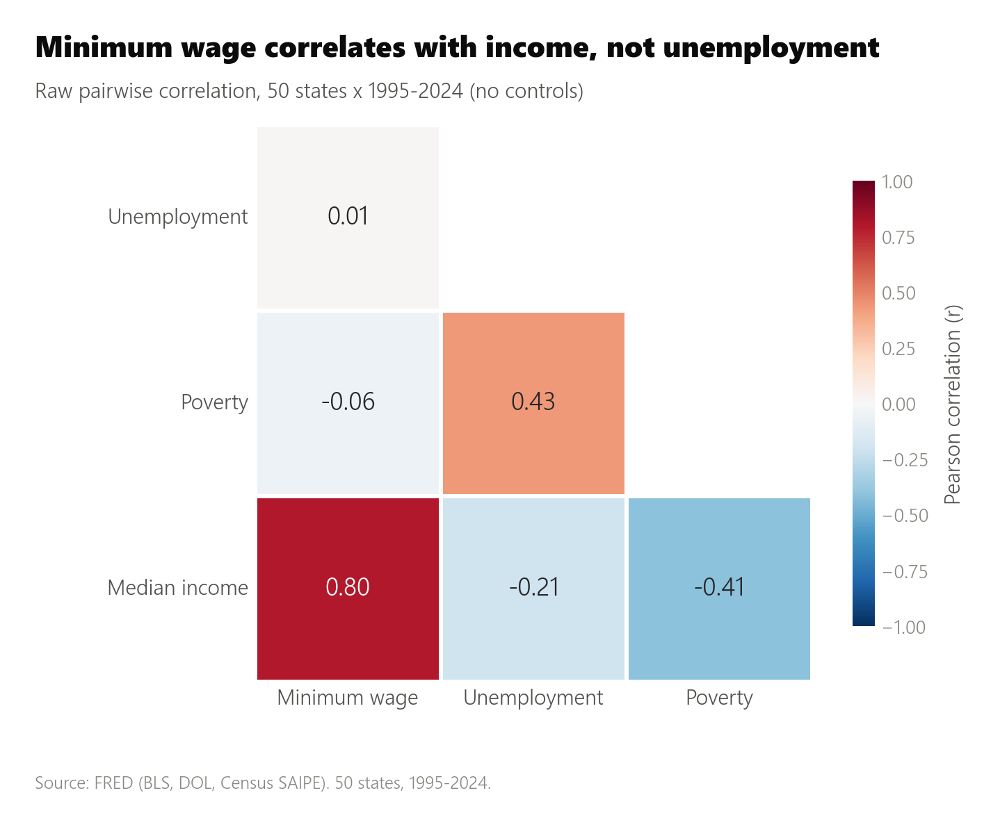 Minimum wage correlates with income, not unemployment
Raw pairwise correlation, 50 states x 1995-2024 (no controls)
Unemployment
0.01
Poverty
-0.06
0.43
Median income
0.80
-0.21
-0.41
Minimum wage
Unemployment
Poverty
1.00
0.75
0.50
0.25
0.00
−0.25
−0.50
−0.75
−1.00
Pearson correlation (r)
Source: FRED (BLS, DOL, Census SAIPE). 50 states, 1995-2024.